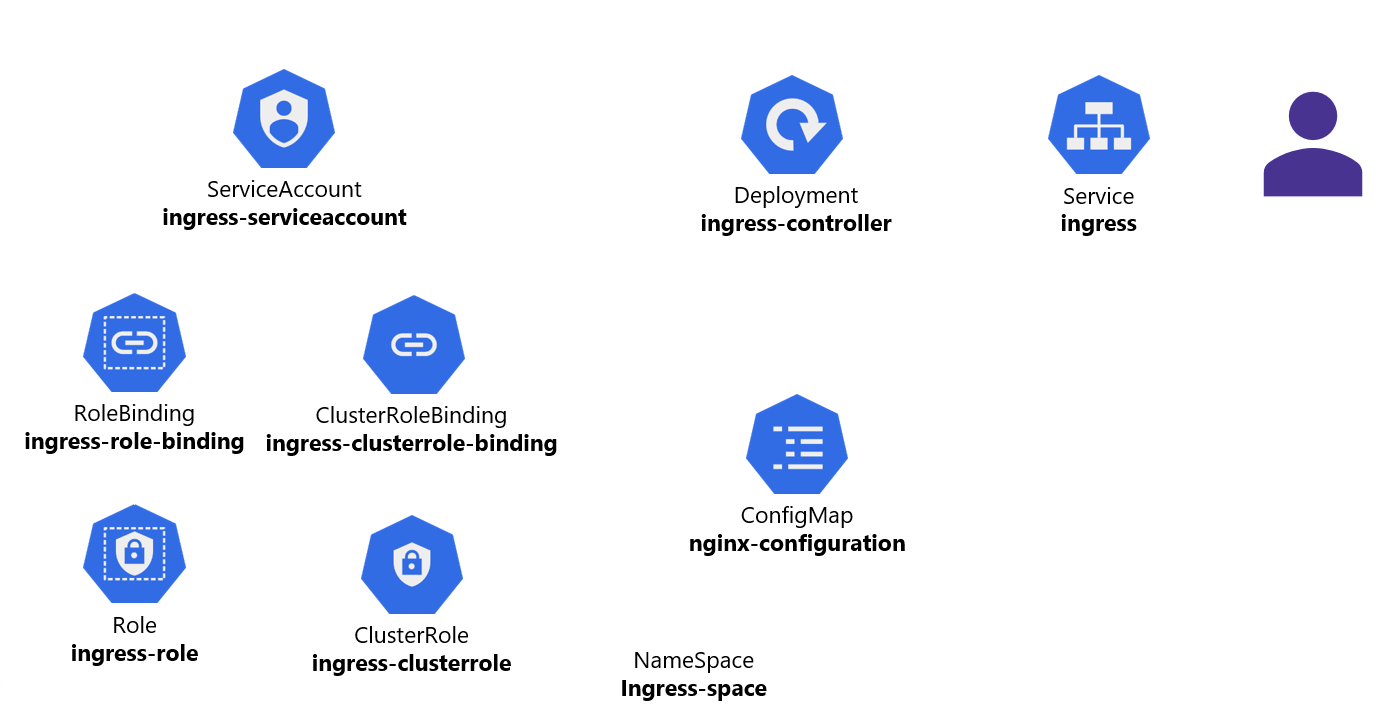 ServiceAccount
ingress-serviceaccount
Deployment
ingress-controller
Service
ingress
RoleBinding
ingress-role-binding
ClusterRoleBinding
ingress-clusterrole-binding
ConfigMap
nginx-configuration
Role
ingress-role
ClusterRole
ingress-clusterrole
NameSpace
Ingress-space